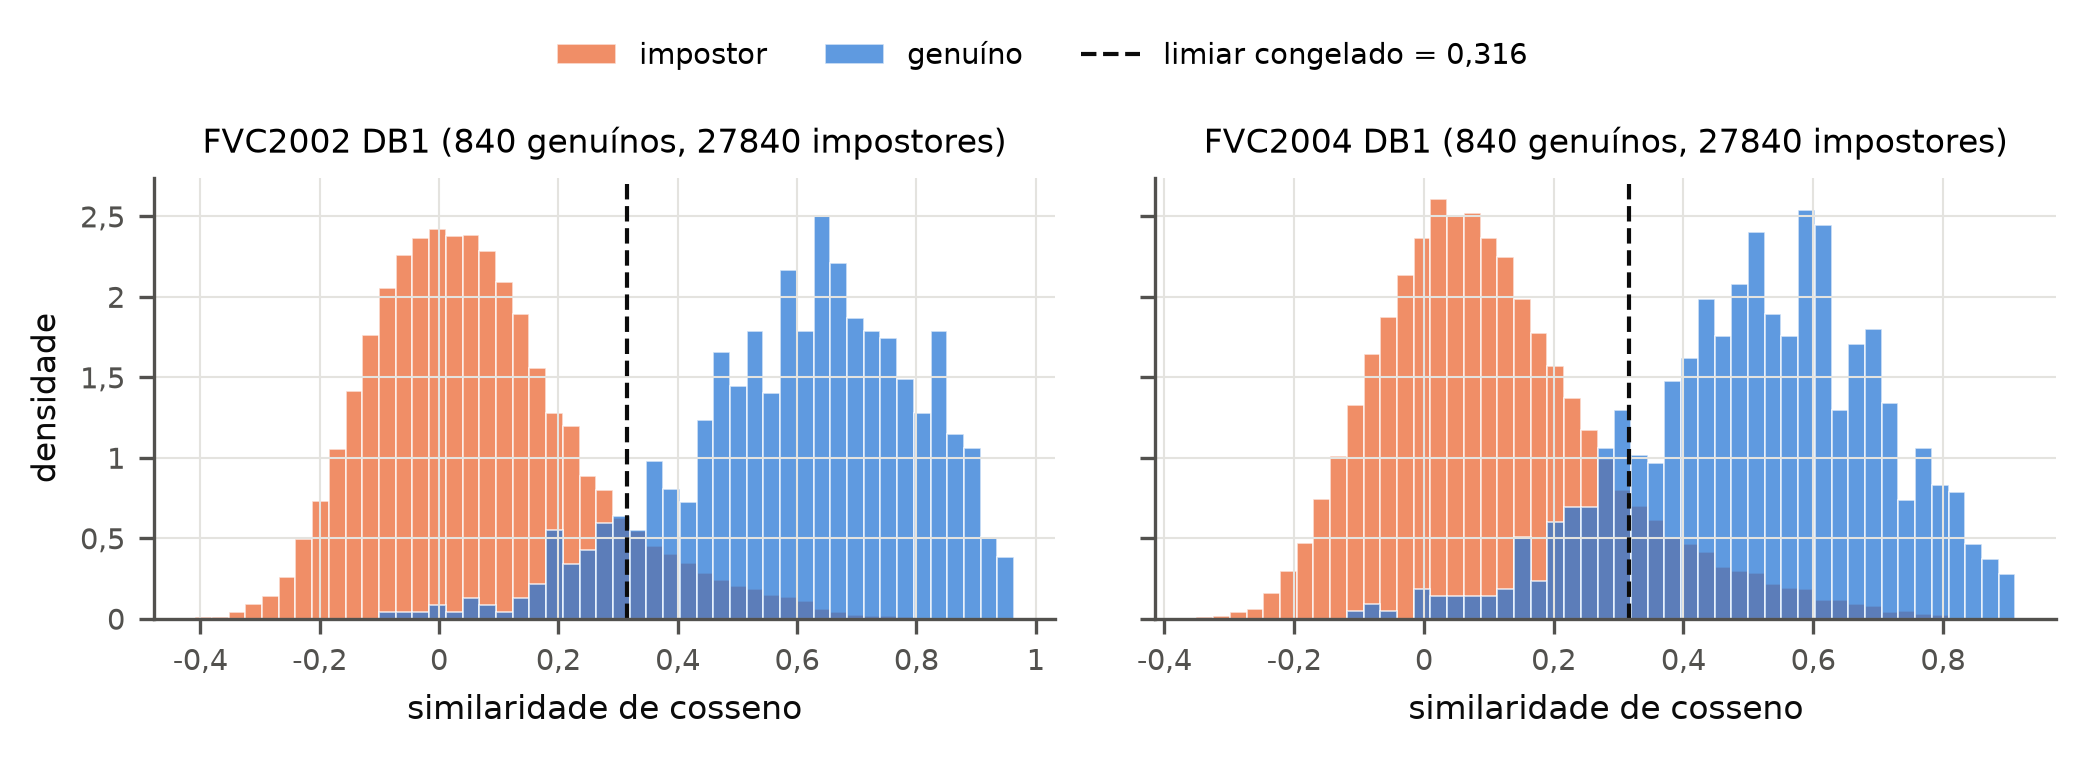 impostor genuíno limiar congelado = 0,316
FVC2002 DB1 (840 genuínos, 27840 impostores)
densidade
2,5
2
1,5
1
0,5
0
-0,4 -0,2 0 0,2 0,4 0,6 0,8 1
similaridade de cosseno
FVC2004 DB1 (840 genuínos, 27840 impostores)
-0,4 -0,2 0 0,2 0,4 0,6 0,8
similaridade de cosseno